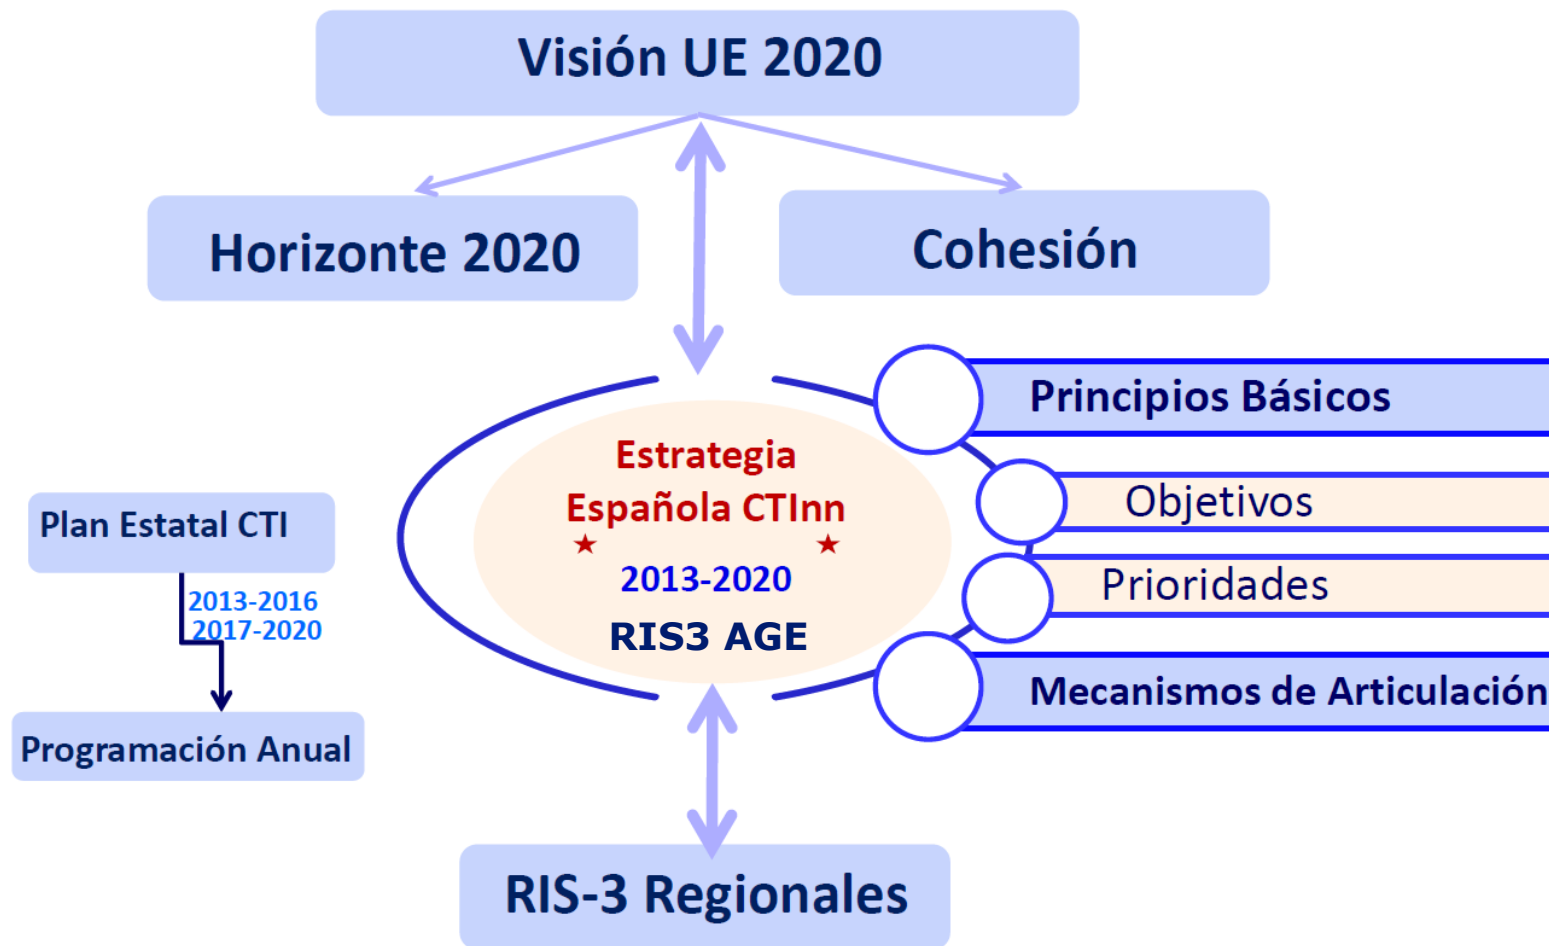 Visión UE 2020
Horizonte 2020
Cohesión
Estrategia
Española CTInn
2013-2020
RIS3 AGE
Principios Básicos
Objetivos
Prioridades
Mecanismos de Articulación
Plan Estatal CTI
2013-2016
2017-2020
Programación Anual
RIS-3 Regionales